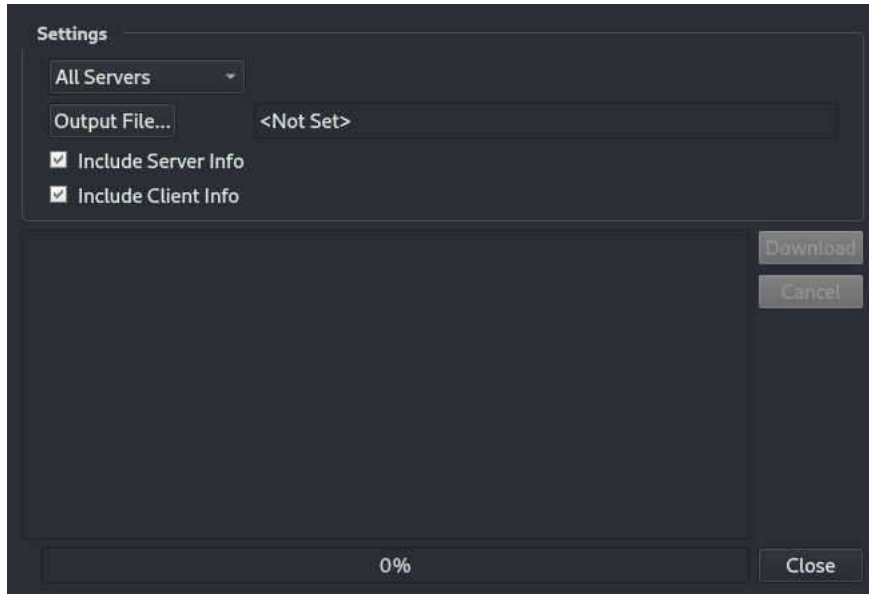 Settings
All Servers
Output File...
<Not Set>
Include Server Info
Include Client Info
Download
Cancel
0%
Close